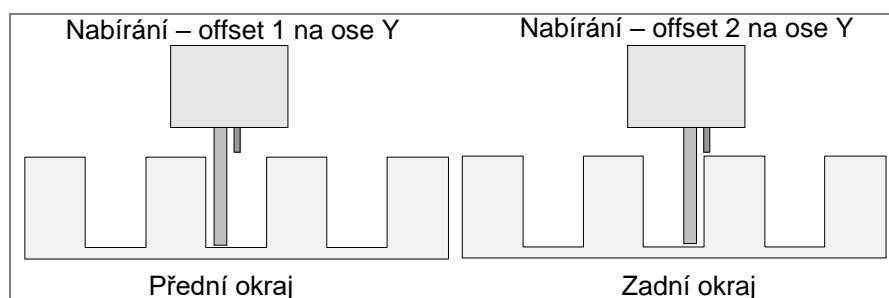 Nabírání – offset 1 na ose Y
Nabírání – offset 2 na ose Y
Přední okraj
Zadní okraj